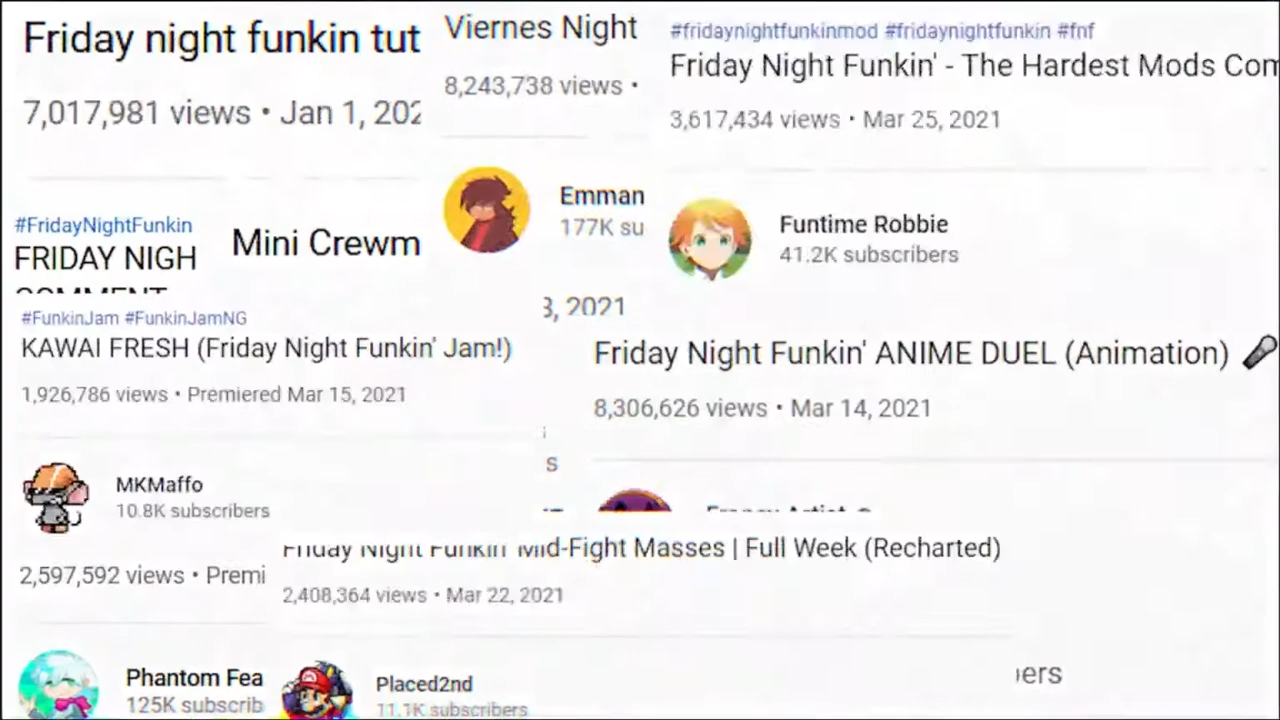 Friday night funkin tut
7,017,981 views • Jan 1, 202
Viernes Night
8,243,738 views •
#fridaynightfunkinmod #fridaynightfunkin #fnf
Friday Night Funkin' - The Hardest Mods Com
3,617,434 views • Mar 25, 2021
Emman
177K su
Funtime Robbie
41.2K subscribers
#FridayNightFunkin
FRIDAY NIGH
COMMENT
Mini Crewm
3, 2021
#FunkinJam #FunkinJamNG
KAWAI FRESH (Friday Night Funkin' Jam!)
1,926,786 views • Premiered Mar 15, 2021
Friday Night Funkin' ANIME DUEL (Animation)
8,306,626 views • Mar 14, 2021
s
MKMaffo
10.8K subscribers
2,597,592 views • Premi
Friday Night Funkin' Mid-Fight Masses | Full Week (Recharted)
2,408,364 views • Mar 22, 2021
Phantom Fea
125K subscrib
Placed2nd
11.1K subscribers
ers